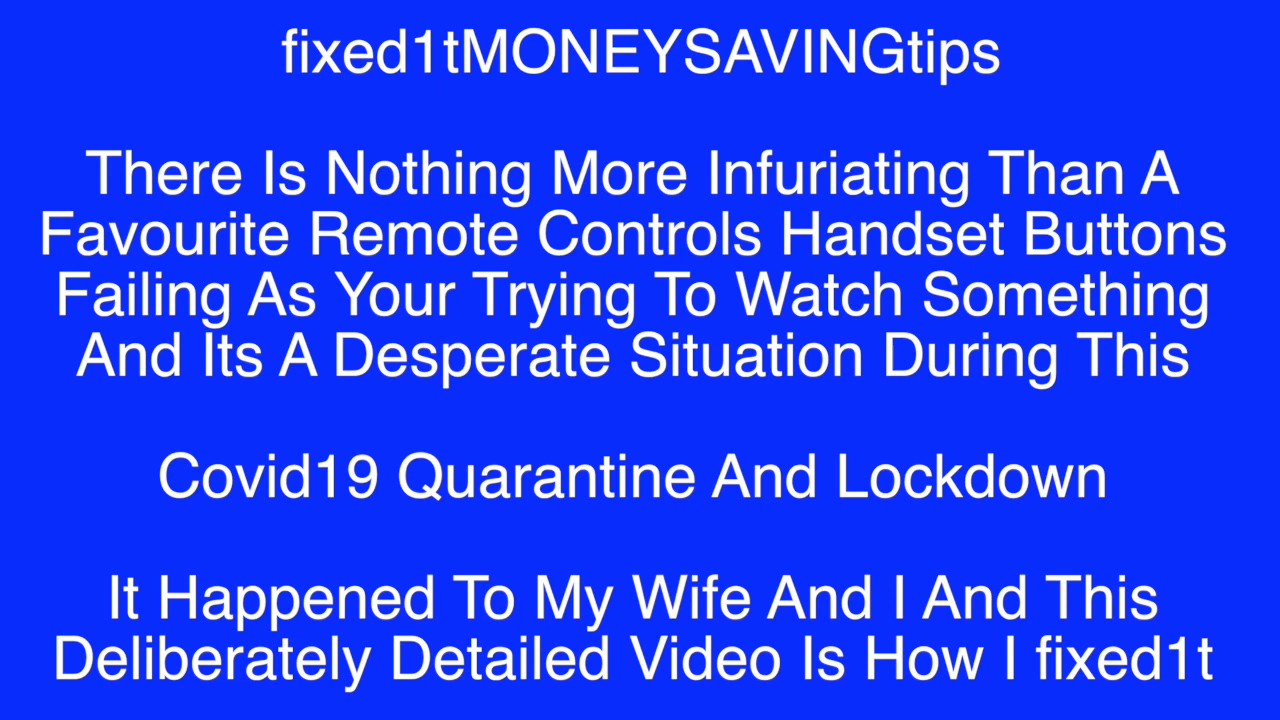 fixed1tMONEYSAVINGtips
There Is Nothing More Infuriating Than A
Favourite Remote Controls Handset Buttons
Failing As Your Trying To Watch Something
And Its A Desperate Situation During This
Covid19 Quarantine And Lockdown
It Happened To My Wife And I And This
Deliberately Detailed Video Is How I fixed1t